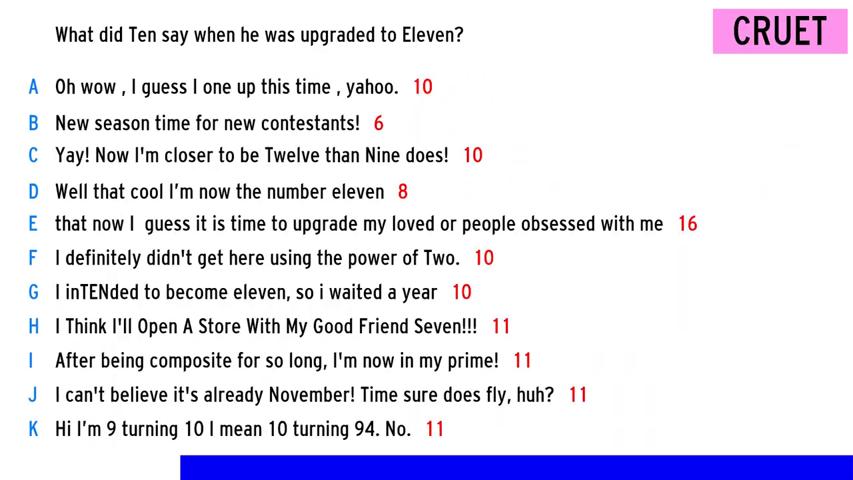 What did Ten say when he was upgraded to Eleven?
CRUET
A Oh wow , I guess I one up this time , yahoo. 10
B New season time for new contestants! 6
C Yay! Now I'm closer to be Twelve than Nine does! 10
D Well that cool I'm now the number eleven 8
E that now I guess it is time to upgrade my loved or people obsessed with me 16
F I definitely didn't get here using the power of Two. 10
G I inTENded to become eleven, so i waited a year 10
H I Think I'll Open A Store With My Good Friend Seven!!! 11
I After being composite for so long, I'm now in my prime! 11
J I can't believe it's already November! Time sure does fly, huh? 11
K Hi I'm 9 turning 10 I mean 10 turning 94. No. 11